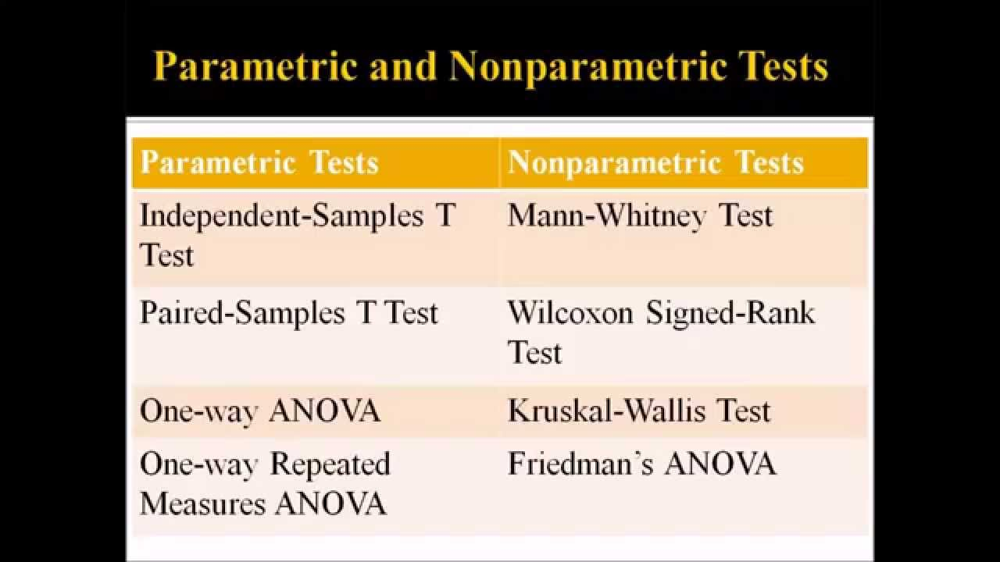 Parametric and Nonparametric Tests
Parametric Tests
Nonparametric Tests
Independent-Samples T
Test
Mann-Whitney Test
Paired-Samples T Test
Wilcoxon Signed-Rank
Test
One-way ANOVA
Kruskal-Wallis Test
One-way Repeated
Measures ANOVA
Friedman’s ANOVA